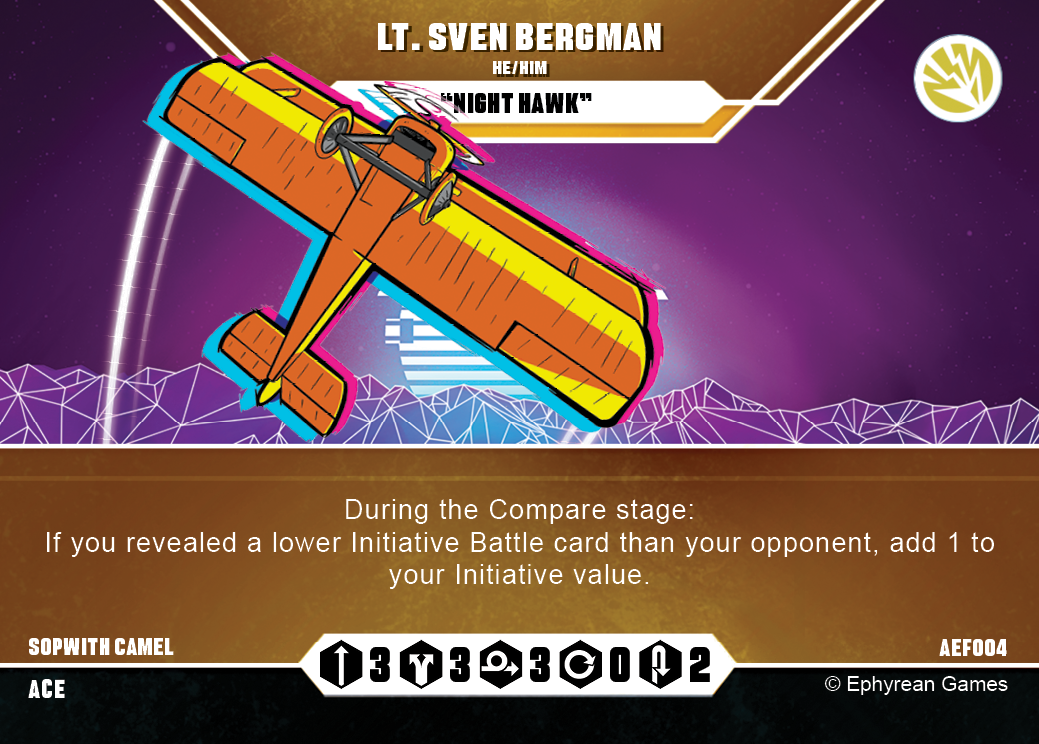 LT. SVEN BERGMAN
HE/HIM
"NIGHT HAWK"
During the Compare stage:
If you revealed a lower Initiative Battle card than your opponent, add 1 to
your Initiative value.
SOPWITH CAMEL
AEF004
3 3 3 0 2
ACE
© Ephyrean Games